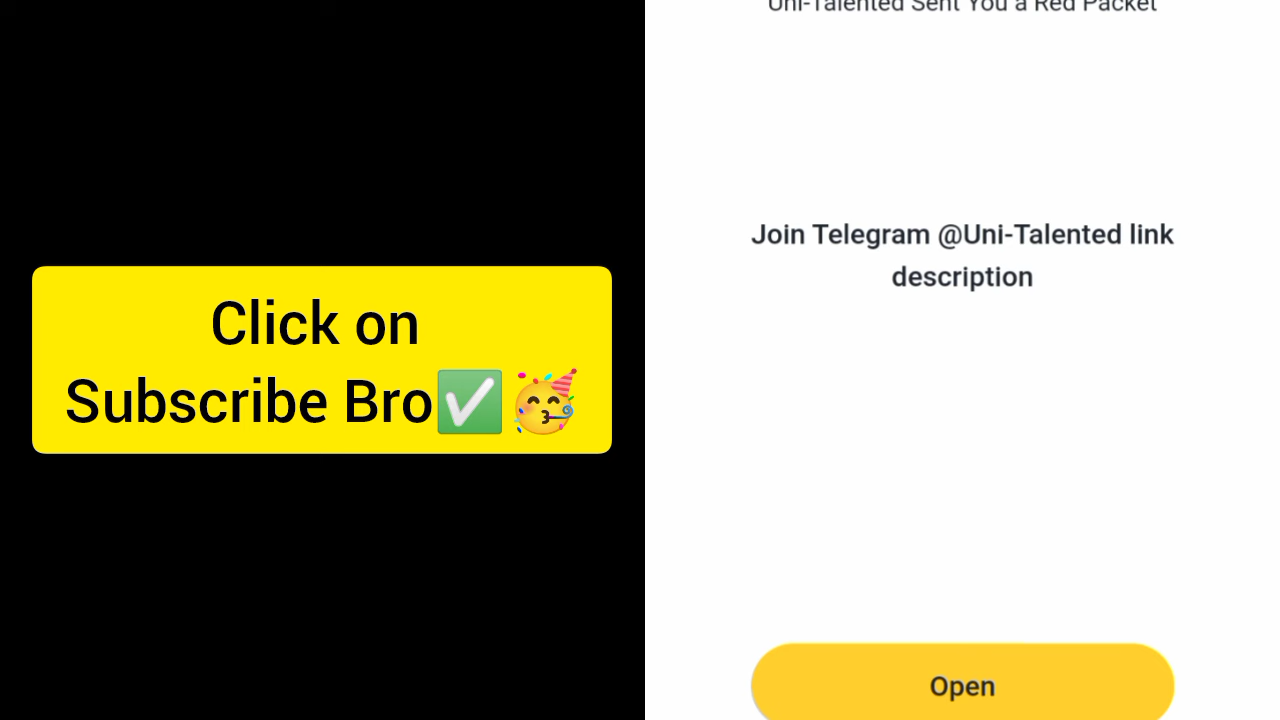 Click on
Subscribe Bro✅🥳
Uni-Talented Sent You a Red Packet
Join Telegram @Uni-Talented link
description
Open